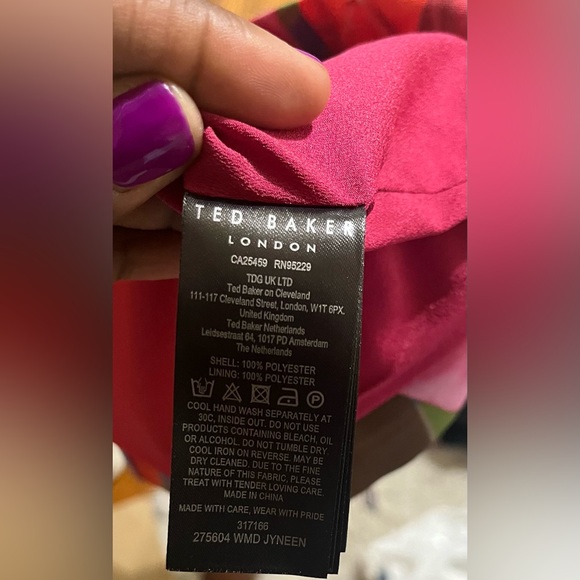 TED BAKER
LONDON
CA25459 RN95229
TDG UK LTD
Ted Baker on Cleveland
111-117 Cleveland Street, London, W1T 6PX.
United Kingdom
Ted Baker Netherlands
Leidsestraat 64, 1017 PD Amsterdam
The Netherlands
SHELL: 100% POLYESTER
LINING: 100% POLYESTER
COOL HAND WASH SEPARATELY AT
30C, INSIDE OUT. DO NOT USE
PRODUCTS CONTAINING BLEACH, OIL
OR ALCOHOL. DO NOT TUMBLE DRY
COOL IRON ON REVERSE. MAY BE
DRY CLEANED. DUE TO THE FINE
NATURE OF THIS FABRIC, PLEASE
TREAT WITH TENDER LOVING CARE.
MADE IN CHINA
MADE WITH CARE, WEAR WITH PRIDE
317166
275604 WMD JYNEEN